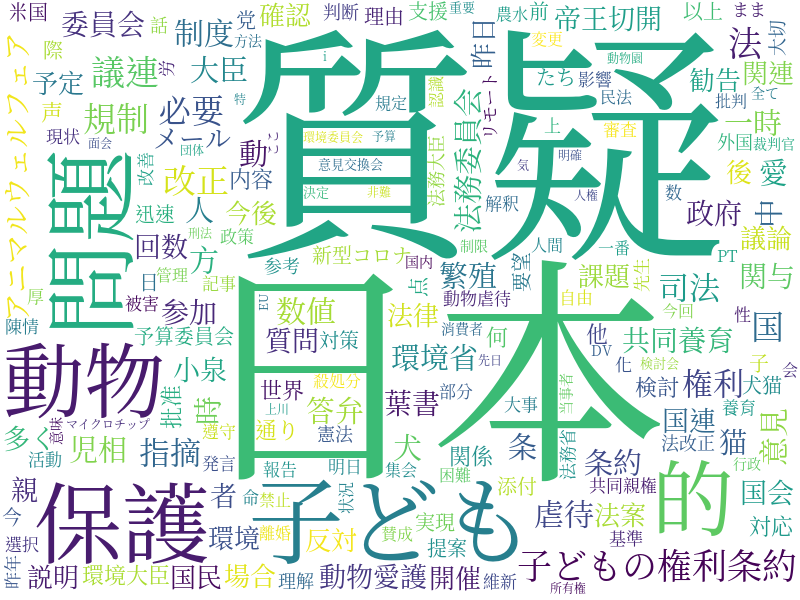 質疑
日本
問題
動物
保護
子ども
的
子どもの権利条約
米国
委員会
話
判断
理由
支援
重要
農水
前
帝王切開
以上
まま
大切
確認
方法
党
制度
際
労
昨日
法
議連
大臣
予定
声
規制
必要
メール
現状
面会
特
団体
動
ここ
i
アニマルウェルフェア
改善
改正
内容
迅速
政策
刑法
人
今後
回数
方
日
管理
記事
厚
被害
参加
陳情
予算委員会
規定
認識
環境委員会
予算
意見交換会
法務大臣
決定
非難
リモート
法務委員会
たち
影響
動物園
民法
変更
勧告
関連
批判
全て
上
審査
一時
外国
裁判官
気
明確
人権
数
後
愛
解釈
政府
中
新型コロナ
国内
制限
人間
一番
PT
議論
参考
点
繁殖
要望
課題
先生
司法
関与
動物虐待
自由
EU
数値
法律
消費者
何
他
今回
性
国
質問
対策
環境省
先日
DV
化
共同養育
検討会
子
会
小泉
批准
時
世界
殺処分
部分
葉書
当事者
検討
権利
犬猫
意味
マイクロチップ
上川
答弁
大事
養育
多く
児相
遵守
通り
憲法
犬
条
国連
猫
意見
活動
指摘
発言
報告
明日
集会
関係
困難
法務省
条約
法改正
行政
親
者
命
禁止
状況
添付
共同親権
国会
今
環境
離婚
賛成
実現
虐待
法案
対応
選択
反対
提案
基準
昨年
説明
環境大臣
国民
場合
理解
動物愛護
開催
維新
所有権